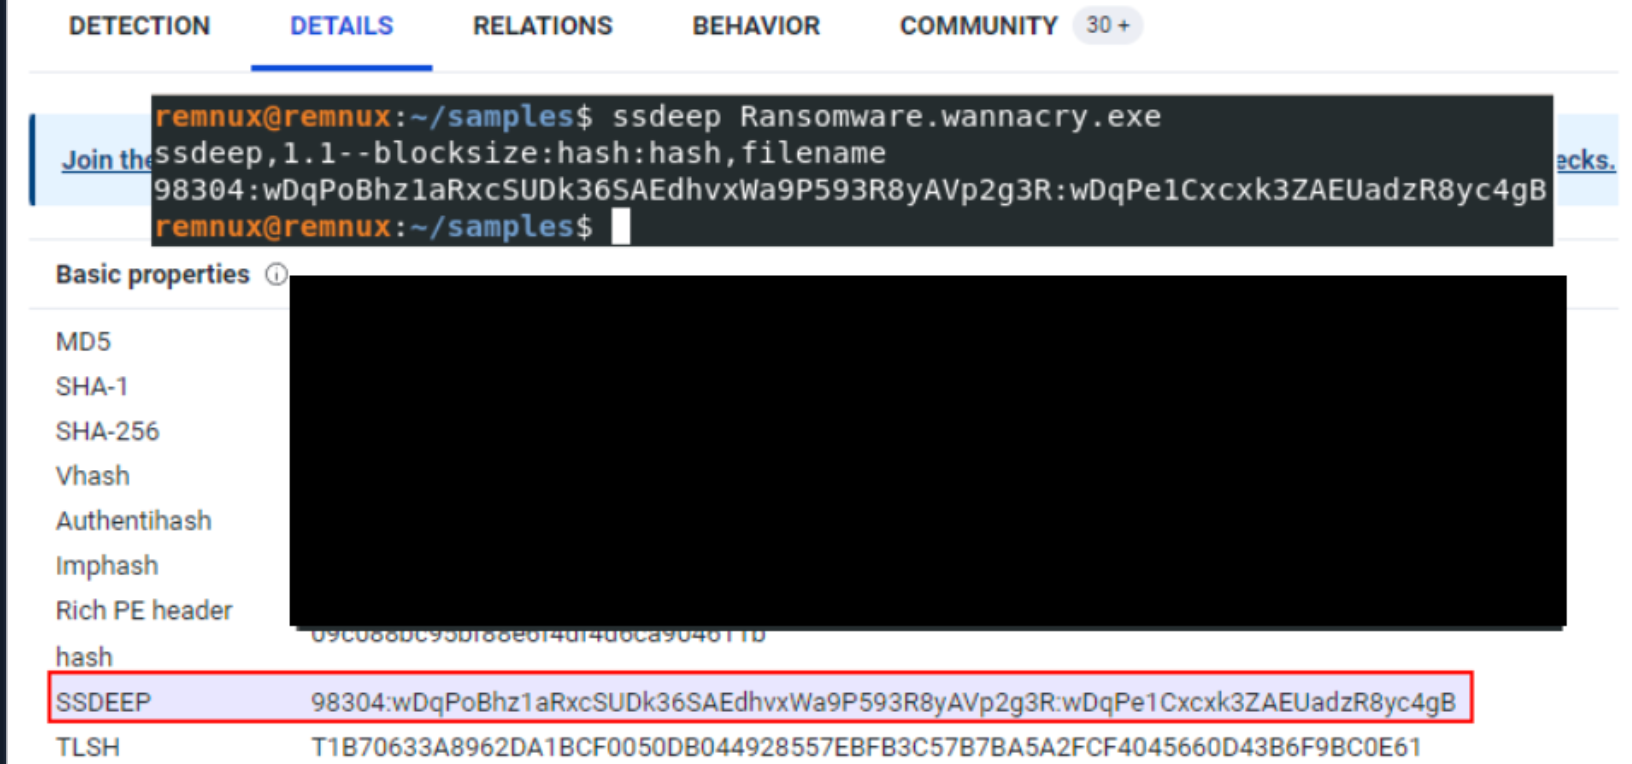 DETECTION DETAILS RELATIONS BEHAVIOR COMMUNITY 30 +
remnux@remnux:~/samples$ ssdeep Ransomware.wannacry.exe
Join the ssdeep,1.1--blocksize:hash:hash,filename ecks.
98304:wDqPoBhz1aRxcSUDk36SAEdhvxWa9P593R8yAVp2g3R:wDqPe1Cxcxk3ZAEUadzR8yc4gB
remnux@remnux:~/samples$
Basic properties
MD5
SHA-1
SHA-256
Vhash
Authentihash
Imphash
Rich PE header
hash
SSDEEP 98304:wDqPoBhz1aRxcSUDk36SAEdhvxWa9P593R8yAVp2g3R:wDqPe1Cxcxk3ZAEUadzR8yc4gB
TLSH T1B70633A8962DA1BCF0050DB044928557EBFB3C57B7BA5A2FCF4045660D43B6F9BC0E61